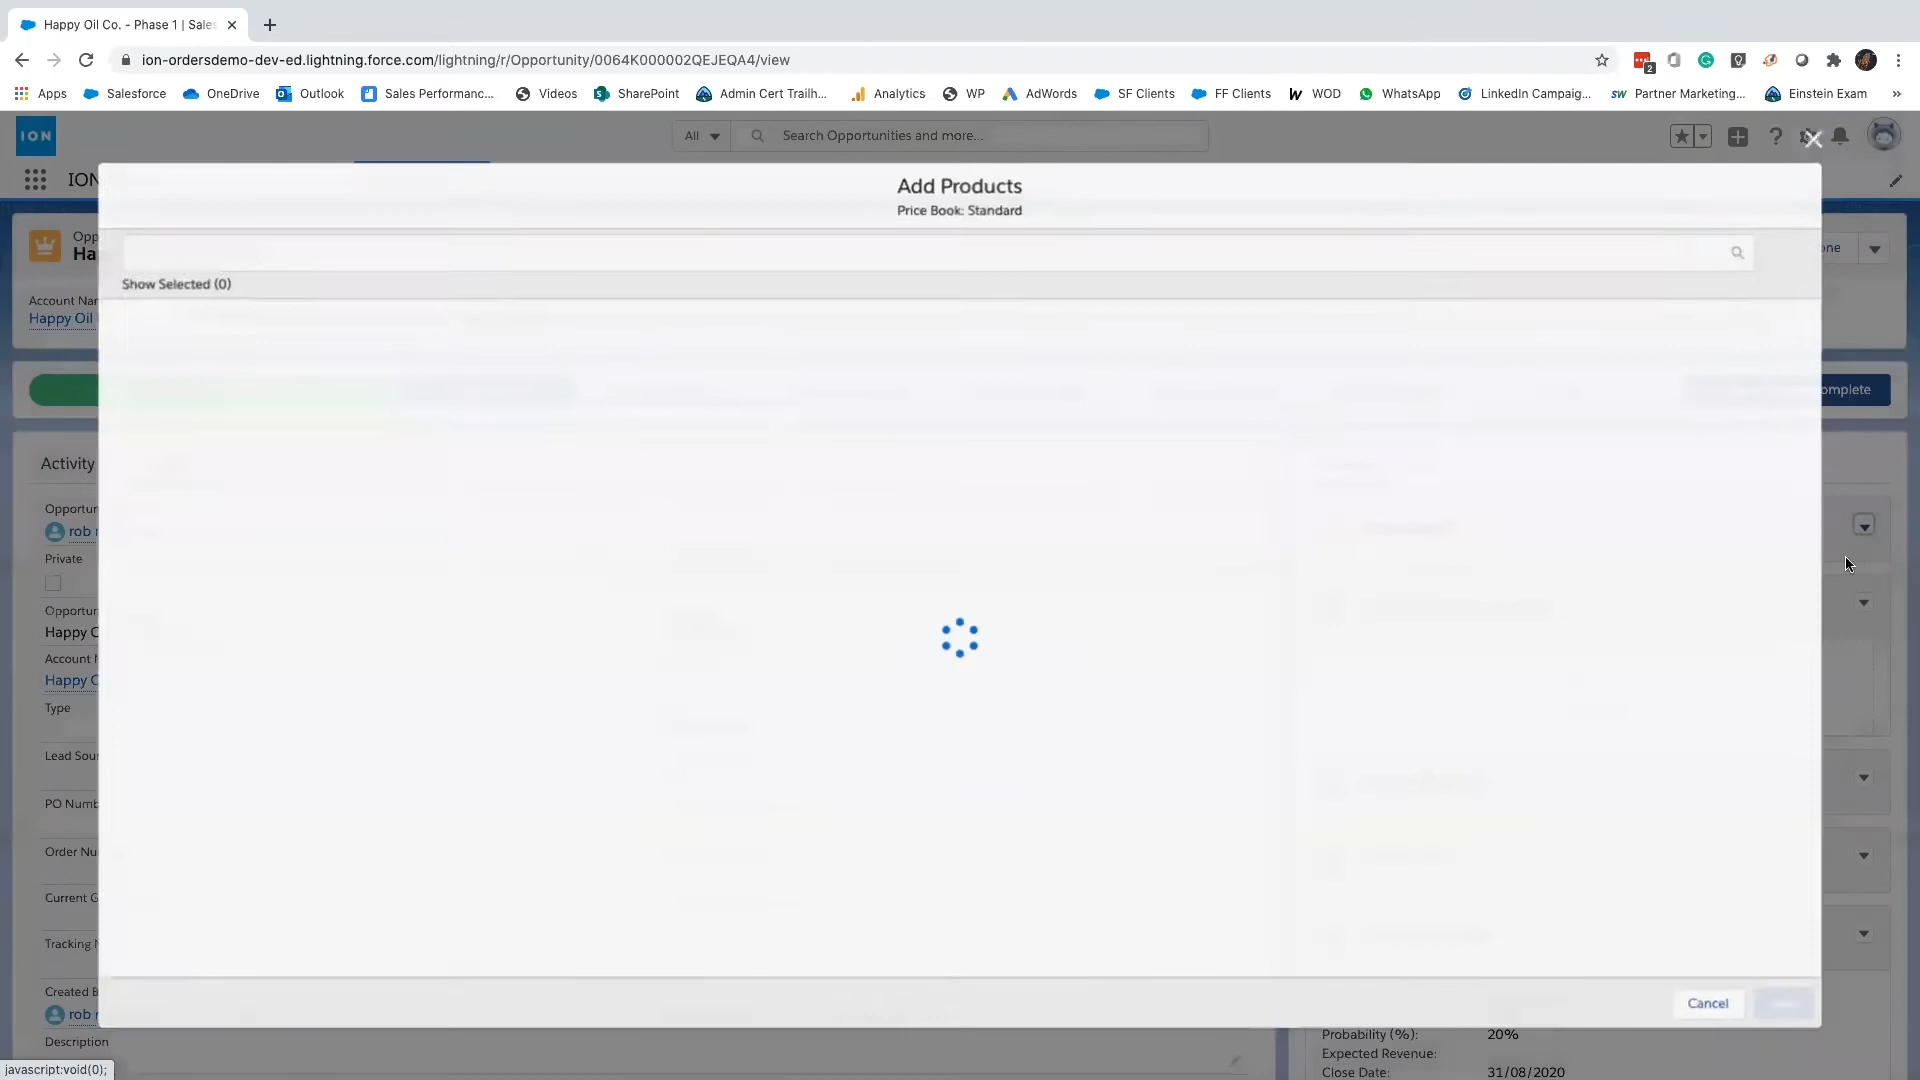 Happy Oil Co. - Phase 1 | Sales
ion-ordersdemo-dev-ed.lightning.force.com/lightning/r/Opportunity/0064K000002QEJEQA4/view
2
Apps
Salesforce
OneDrive
Outlook
Sales Performanc...
Videos
SharePoint
Admin Cert Trailh...
Analytics
WP
AdWords
SF Clients
FF Clients
WOD
WhatsApp
LinkedIn Campaig...
Partner Marketing...
Einstein Exam
ION
All
Search Opportunities and more...
ION
Add Products
Price Book: Standard
Opp
Ha
one
Show Selected (0)
Account Nar
Happy Oil
omplete
Activity
Opportun
rob r
Private
Opportun
Happy C
Account N
Happy C
Type
Lead Sour
PO Numb
Order Nu
Current G
Tracking N
Created B
rob r
Description
Cancel
Probability (%):
20%
Expected Revenue:
Close Date:
31/08/2020
javascript:void(0);